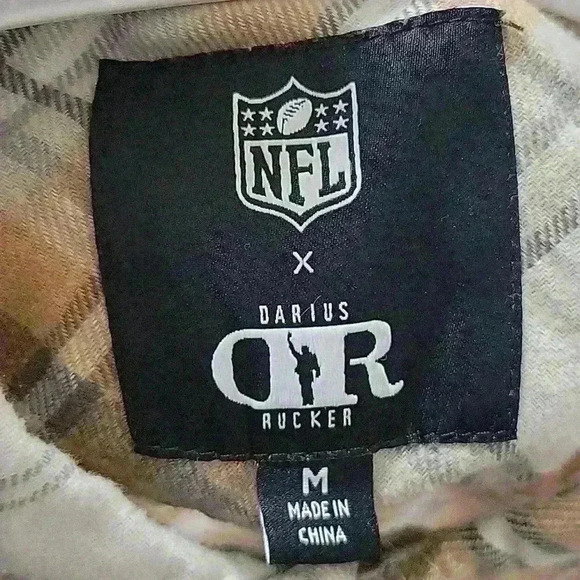 NFL
X
DARIUS
DR
RUCKER
M
MADE IN
CHINA